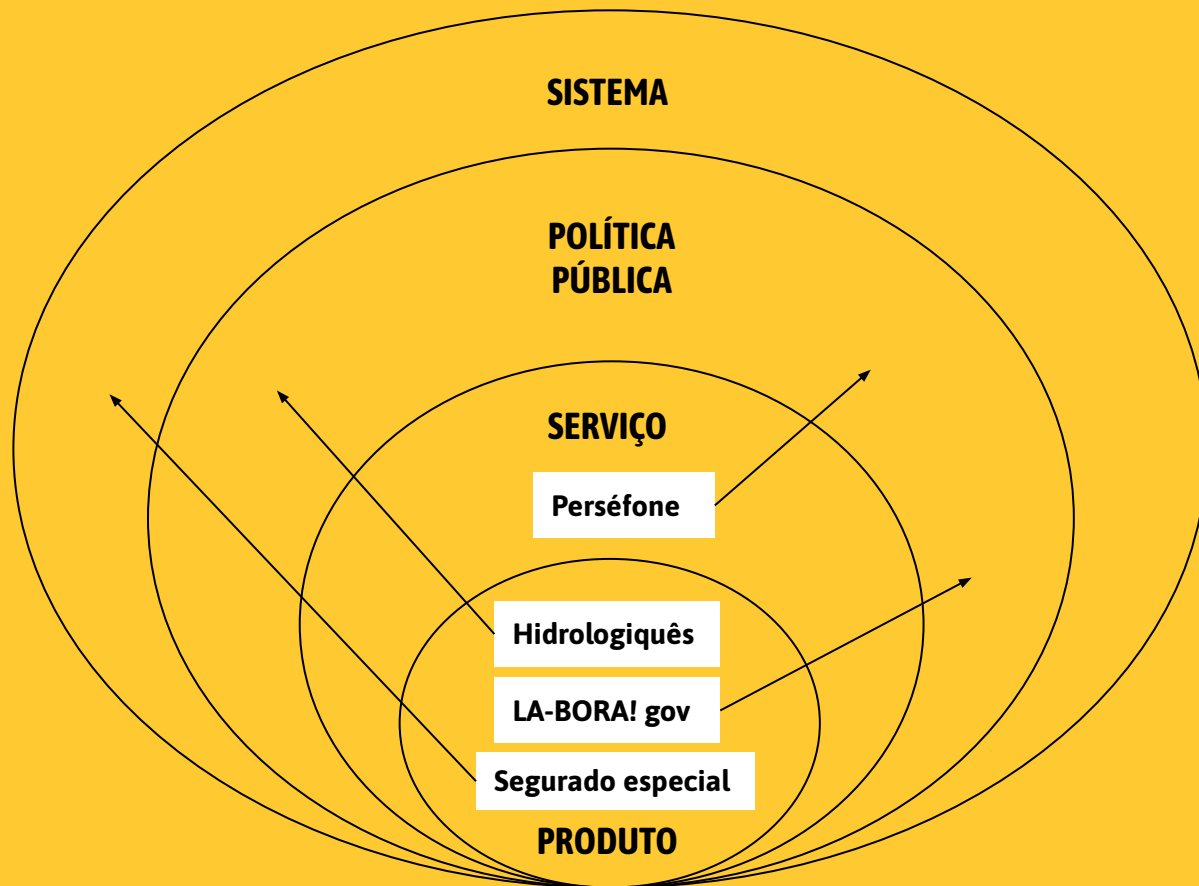 SISTEMA
POLÍTICA
PÚBLICA
SERVIÇO
Perséfone
Hidrologiquês
LA-BORA! gov
Segurado especial
PRODUTO